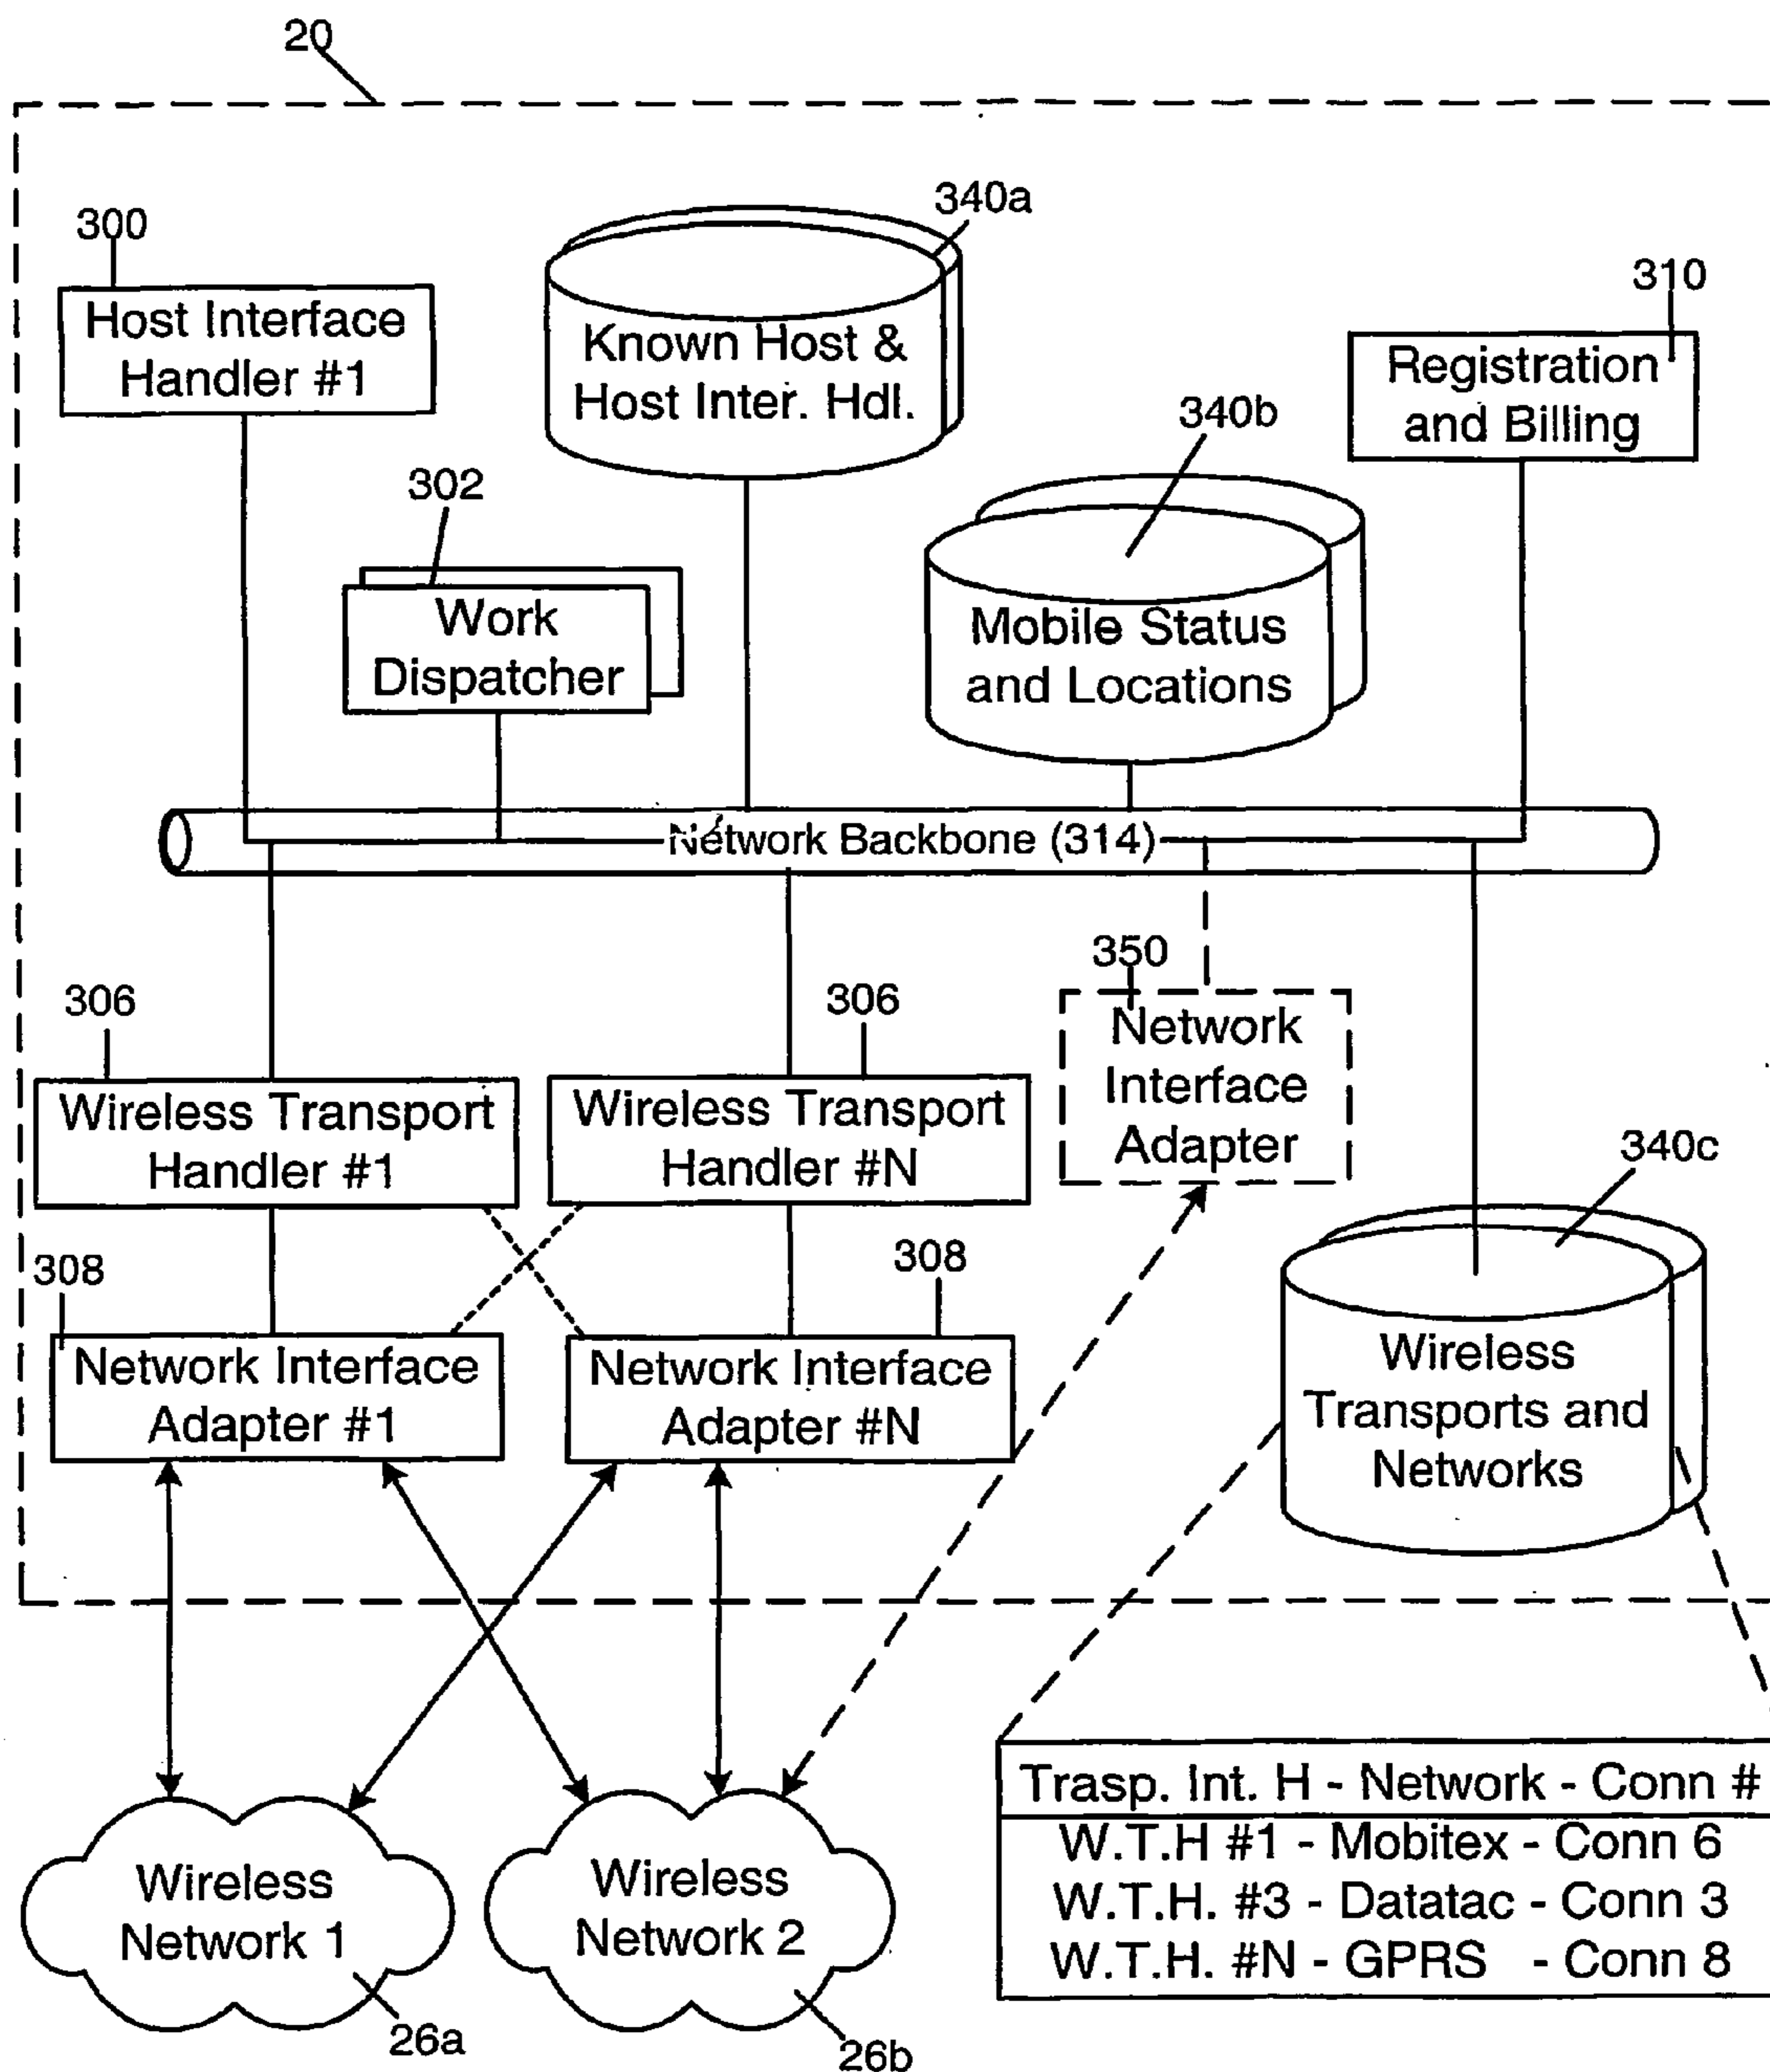 20
340a
300
310
Host Interface
Handler #1
Known Host &
Host Inter. Hdl.
Registration
and Billing
340b
302
Work
Dispatcher
Mobile Status
and Locations
Network Backbone (314)
350
306
306
Network
Interface
Adapter
Wireless Transport
Handler #1
Wireless Transport
Handler #N
340c
308
308
Network Interface
Adapter #1
Network Interface
Adapter #N
Wireless
Transports and
Networks
Trasp. Int. H - Network - Conn #
W.T.H #1 - Mobitex - Conn 6
W.T.H. #3 - Datatac - Conn 3
W.T.H. #N - GPRS - Conn 8
Wireless
Network 1
Wireless
Network 2
26a
26b